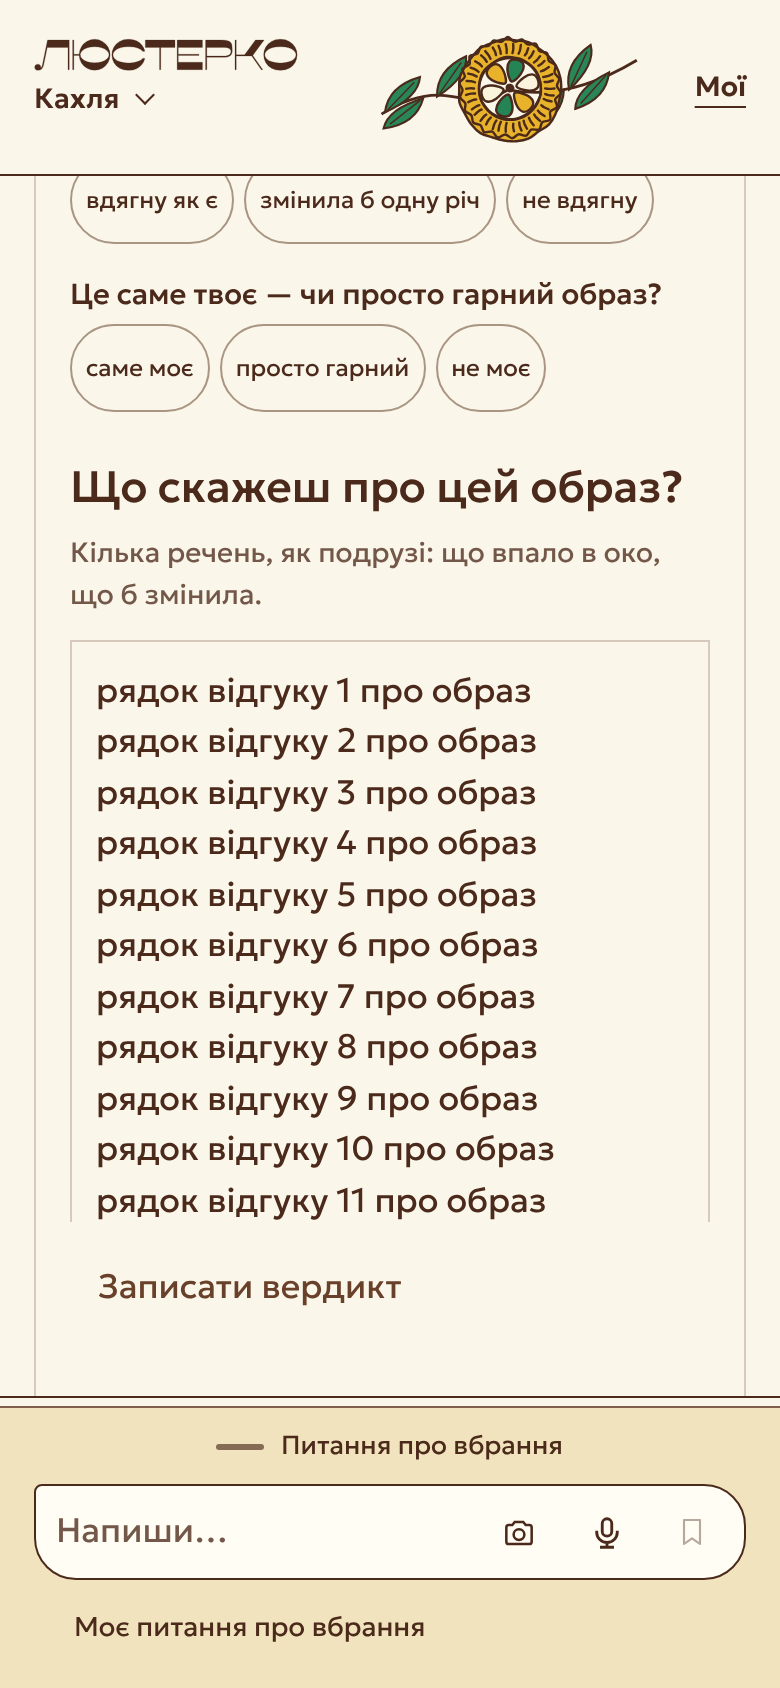 ЛЮСТЕРКО
Кахля
Мої
вдягну як є
змінила б одну річ
не вдягну
Це саме твоє — чи просто гарний образ?
саме моє
просто гарний
не моє
Що скажеш про цей образ?
Кілька речень, як подрузі: що впало в око,
що б змінила.
рядок відгуку 1 про образ
рядок відгуку 2 про образ
рядок відгуку 3 про образ
рядок відгуку 4 про образ
рядок відгуку 5 про образ
рядок відгуку 6 про образ
рядок відгуку 7 про образ
рядок відгуку 8 про образ
рядок відгуку 9 про образ
рядок відгуку 10 про образ
рядок відгуку 11 про образ
Записати вердикт
Питання про вбрання
Напиши...
Моє питання про вбрання